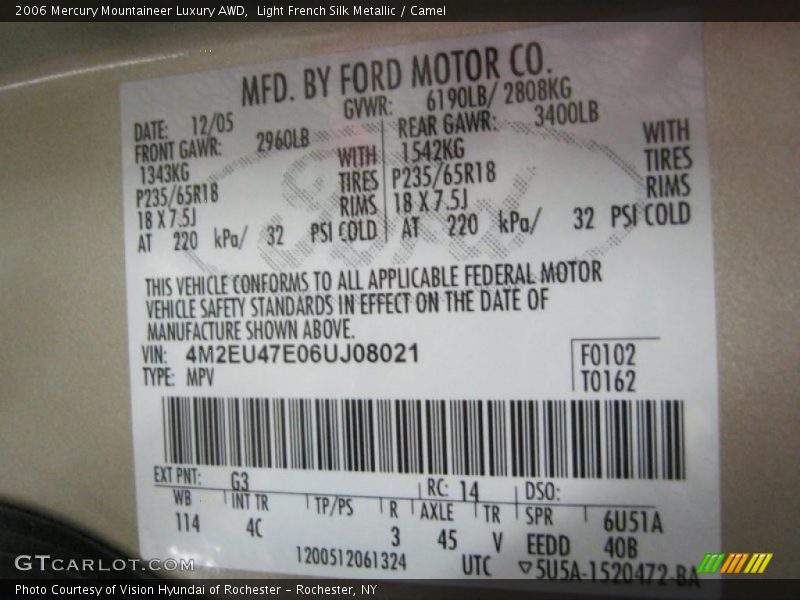 2006 Mercury Mountaineer Luxury AWD,  Light French Silk Metallic / Camel
MFD. BY FORD MOTOR CO.
DATE: 12/05 GVWR: 6190LB/ 2808KG
FRONT GAWR: 2960LB REAR GAWR: 3400LB
1343KG WITH 1542KG WITH
P235/65R18 TIRES P235/65R18 TIRES
18 X 7.5J RIMS 18 X 7.5J RIMS
AT 220 kPa/ 32 PSI COLD AT 220 kPa/ 32 PSI COLD
THIS VEHICLE CONFORMS TO ALL APPLICABLE FEDERAL MOTOR
VEHICLE SAFETY STANDARDS IN EFFECT ON THE DATE OF
MANUFACTURE SHOWN ABOVE.
VIN: 4M2EU47E06UJ08021 F0102
TYPE: MPV T0162
EXT PNT: G3 RC: 14 DSO:
WB INT TR TP/PS R AXLE TR SPR 6U51A
114 4C 3 45 V EEDD 40B
1200512061324 UTC ▽5U5A-1520472-BA
GTCARLOT.COM
Photo Courtesy of Vision Hyundai of Rochester – Rochester, NY